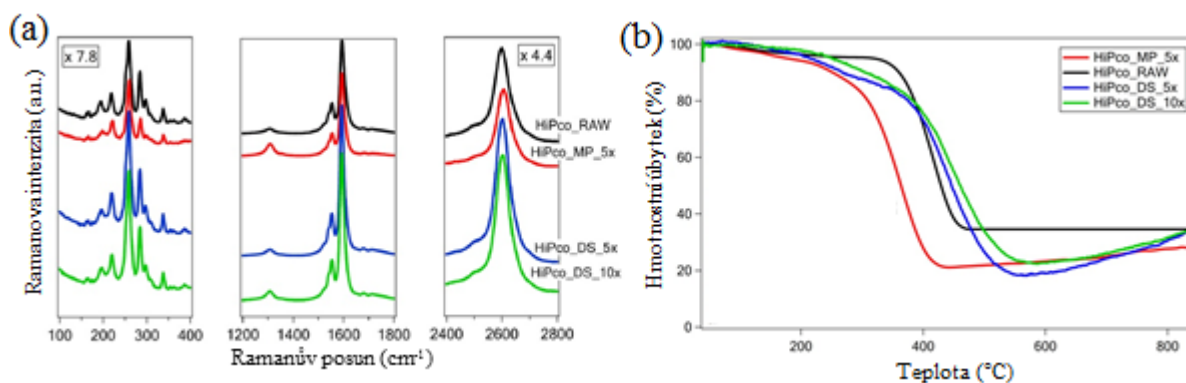 (a)
x 7.8
x 4.4
HiPco_RAW
HiPco_MP_5x
HiPco_DS_5x
HiPco_DS_10x
Ramanova intenzita (au.)
100 200 300 400
1200 1400 1600 1800
2400 2600 2800
Ramanův posun (cm-1)
(b)
100
80
60
40
20
0
HiPco_MP_5x
HiPco_RAW
HiPco_DS_5x
HiPco_DS_10x
Hmotnostní úbytek (%)
200 400 600 800
Teplota (°C)